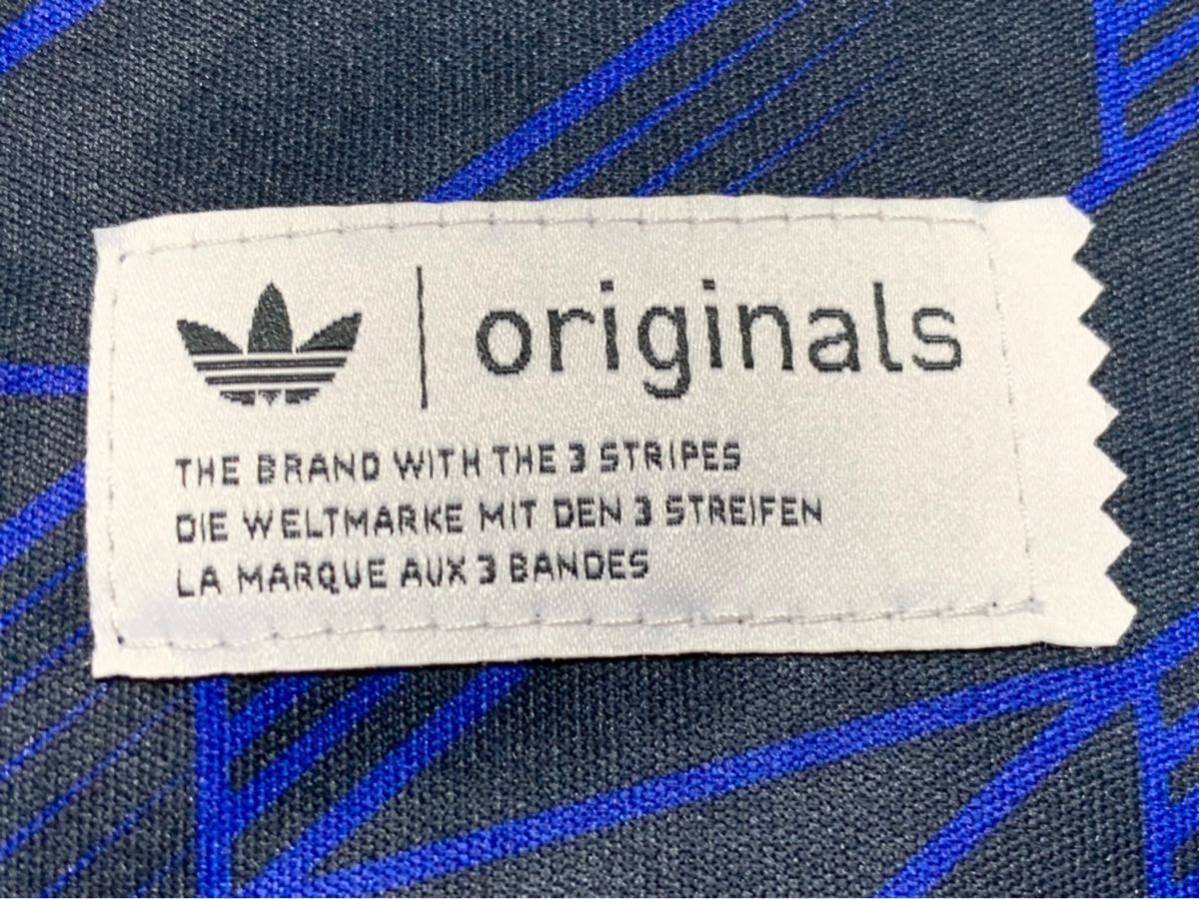 originals
THE BRAND WITH THE 3 STRIPES
DIE WELTMARKE MIT DEN 3 STREIFEN
LA MARQUE AUX 3 BANDES